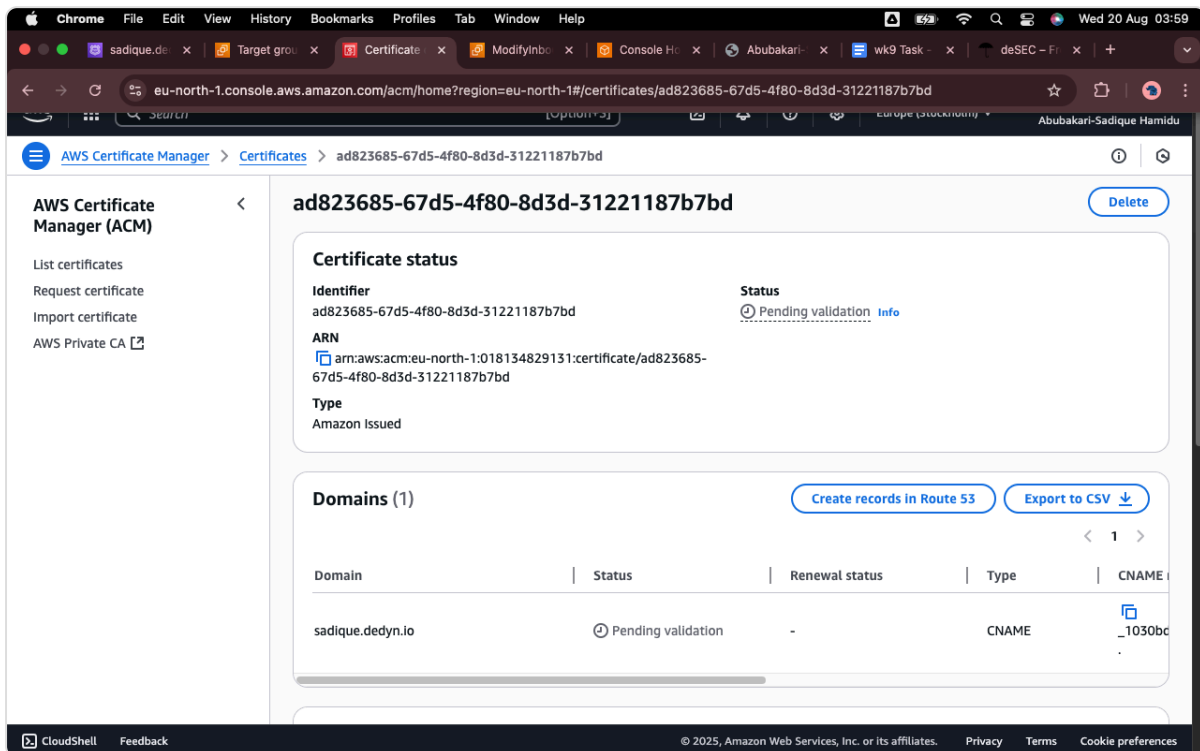 Chrome File Edit View History Bookmarks Profiles Tab Window Help Wed 20 Aug 03:59
sadique.de Target grou Certificate ModifyInbo Console Ho Abubakari- wk9 Task - deSEC – Fr
eu-north-1.console.aws.amazon.com/acm/home?region=eu-north-1#/certificates/ad823685-67d5-4f80-8d3d-31221187b7bd
Search [Option+S] Europe (Stockholm) Abubakari-Sadique Hamidu
AWS Certificate Manager > Certificates > ad823685-67d5-4f80-8d3d-31221187b7bd
AWS Certificate
Manager (ACM)
List certificates
Request certificate
Import certificate
AWS Private CA
ad823685-67d5-4f80-8d3d-31221187b7bd
Delete
Certificate status
Identifier
ad823685-67d5-4f80-8d3d-31221187b7bd
Status
Pending validation Info
ARN
arn:aws:acm:eu-north-1:018134829131:certificate/ad823685-
67d5-4f80-8d3d-31221187b7bd
Type
Amazon Issued
Domains (1)
Create records in Route 53
Export to CSV
1
Domain Status Renewal status Type CNAME
sadique.dedyn.io Pending validation - CNAME _1030bd
.
CloudShell Feedback © 2025, Amazon Web Services, Inc. or its affiliates. Privacy Terms Cookie preferences